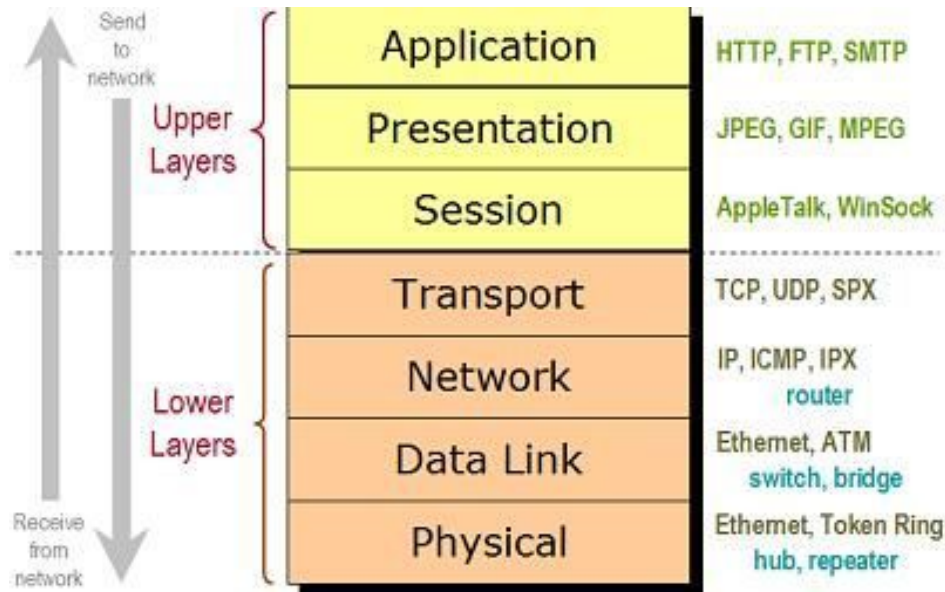 Send
to
network
Upper
Layers
Application
HTTP, FTP, SMTP
Presentation
JPEG, GIF, MPEG
Session
AppleTalk, WinSock
Lower
Layers
Transport
TCP, UDP, SPX
Network
IP, ICMP, IPX
router
Data Link
Ethernet, ATM
switch, bridge
Physical
Ethernet, Token Ring
hub, repeater
Receive
from
network